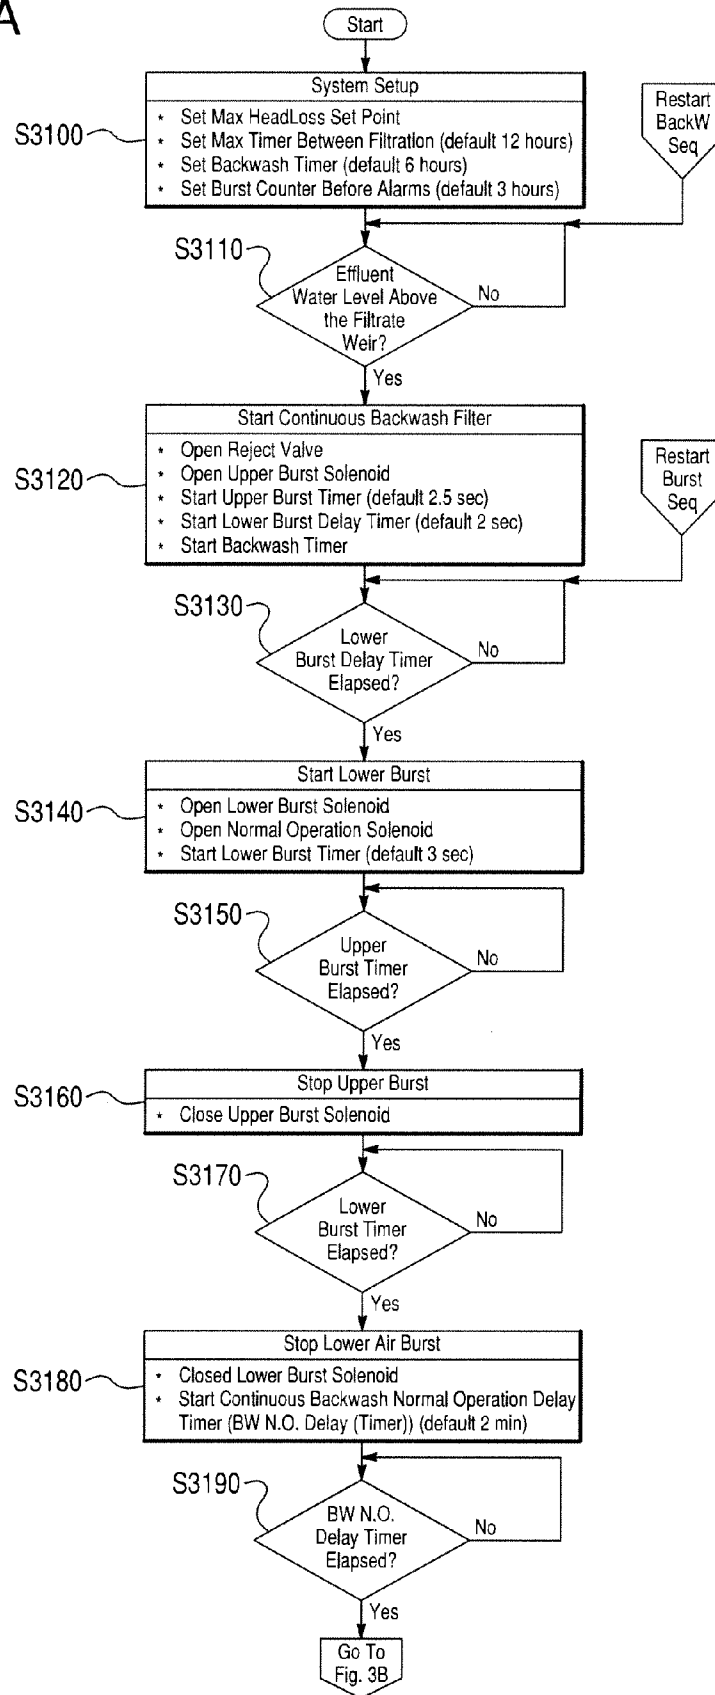 A
Start
System Setup
* Set Max HeadLoss Set Point
* Set Max Timer Between Filtration (default 12 hours)
* Set Backwash Timer (default 6 hours)
* Set Burst Counter Before Alarms (default 3 hours)
S3100
Restart
BackW
Seq
S3110
Effluent
Water Level Above
the Filtrate
Weir?
No
Yes
Start Continuous Backwash Filter
* Open Reject Valve
* Open Upper Burst Solenoid
* Start Upper Burst Timer (default 2.5 sec)
* Start Lower Burst Delay Timer (default 2 sec)
* Start Backwash Timer
S3120
Restart
Burst
Seq
S3130
Lower
Burst Delay Timer
Elapsed?
No
Yes
Start Lower Burst
* Open Lower Burst Solenoid
* Open Normal Operation Solenoid
* Start Lower Burst Timer (default 3 sec)
S3140
S3150
Upper
Burst Timer
Elapsed?
No
Yes
Stop Upper Burst
* Close Upper Burst Solenoid
S3160
S3170
Lower
Burst Timer
Elapsed?
No
Yes
Stop Lower Air Burst
* Closed Lower Burst Solenoid
* Start Continuous Backwash Normal Operation Delay
Timer (BW N.O. Delay (Timer)) (default 2 min)
S3180
S3190
BW N.O.
Delay Timer
Elapsed?
No
Yes
Go To
Fig. 3B